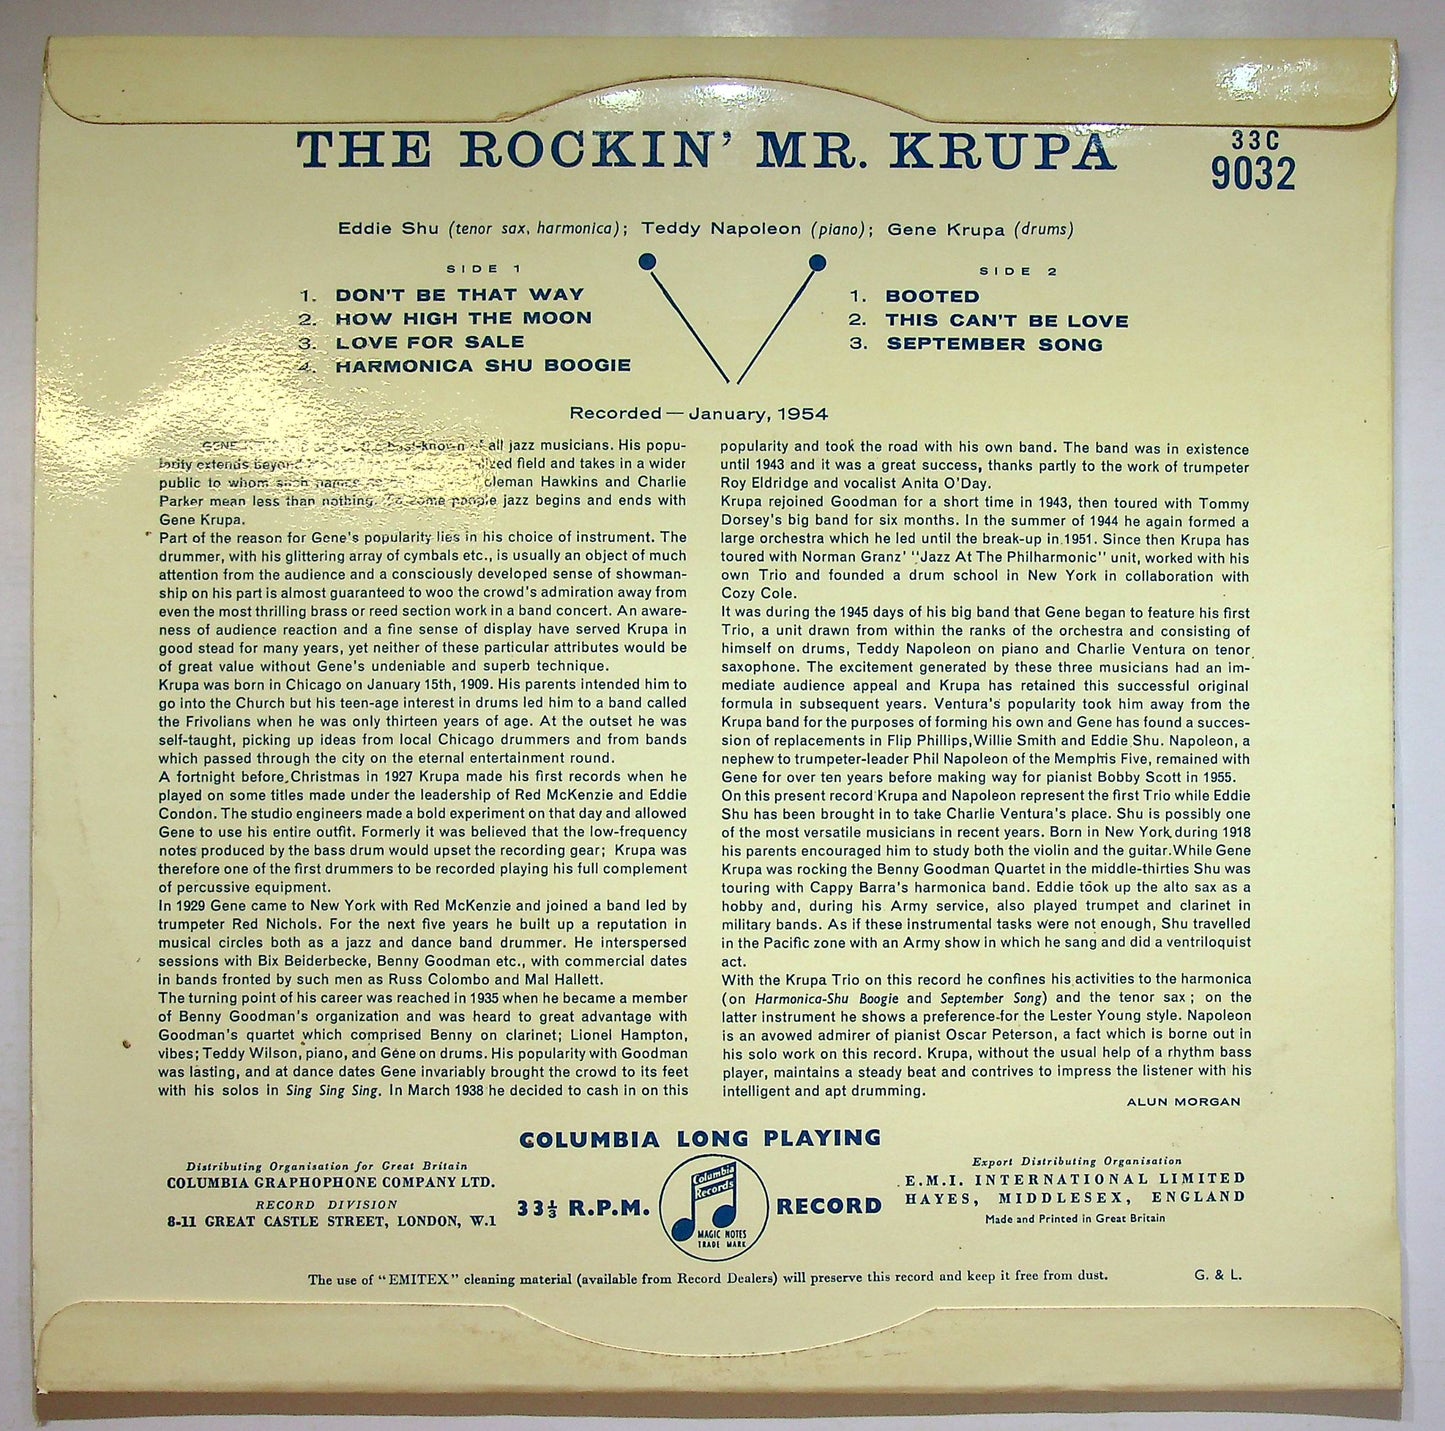 THE ROCKIN' MR. KRUPA
33C
9032
Eddie Shu (tenor sax, harmonica); Teddy Napoleon (piano); Gene Krupa (drums)
SIDE 1
1. DON'T BE THAT WAY
2. HOW HIGH THE MOON
3. LOVE FOR SALE
4. HARMONICA SHU BOOGIE
SIDE 2
1. BOOTED
2. THIS CAN'T BE LOVE
3. SEPTEMBER SONG
Recorded—January, 1954
GENE best-known of all jazz musicians. His popu-
larity extends beyond field and takes in a wider
public to whom such names Coleman Hawkins and Charlie
Parker mean less than nothing. To some people jazz begins and ends with
Gene Krupa.
Part of the reason for Gene's popularity lies in his choice of instrument. The
drummer, with his glittering array of cymbals etc., is usually an object of much
attention from the audience and a consciously developed sense of showman-
ship on his part is almost guaranteed to woo the crowd's admiration away from
even the most thrilling brass or reed section work in a band concert. An aware-
ness of audience reaction and a fine sense of display have served Krupa in
good stead for many years, yet neither of these particular attributes would be
of great value without Gene's undeniable and superb technique.
Krupa was born in Chicago on January 15th, 1909. His parents intended him to
go into the Church but his teen-age interest in drums led him to a band called
the Frivolians when he was only thirteen years of age. At the outset he was
self-taught, picking up ideas from local Chicago drummers and from bands
which passed through the city on the eternal entertainment round.
A fortnight before Christmas in 1927 Krupa made his first records when he
played on some titles made under the leadership of Red McKenzie and Eddie
Condon. The studio engineers made a bold experiment on that day and allowed
Gene to use his entire outfit. Formerly it was believed that the low-frequency
notes produced by the bass drum would upset the recording gear; Krupa was
therefore one of the first drummers to be recorded playing his full complement
of percussive equipment.
In 1929 Gene came to New York with Red McKenzie and joined a band led by
trumpeter Red Nichols. For the next five years he built up a reputation in
musical circles both as a jazz and dance band drummer. He interspersed
sessions with Bix Beiderbecke, Benny Goodman etc., with commercial dates
in bands fronted by such men as Russ Colombo and Mal Hallett.
The turning point of his career was reached in 1935 when he became a member
of Benny Goodman's organization and was heard to great advantage with
Goodman's quartet which comprised Benny on clarinet; Lionel Hampton,
vibes; Teddy Wilson, piano, and Gene on drums. His popularity with Goodman
was lasting, and at dance dates Gene invariably brought the crowd to its feet
with his solos in Sing Sing Sing. In March 1938 he decided to cash in on this
popularity and took the road with his own band. The band was in existence
until 1943 and it was a great success, thanks partly to the work of trumpeter
Roy Eldridge and vocalist Anita O'Day.
Krupa rejoined Goodman for a short time in 1943, then toured with Tommy
Dorsey's big band for six months. In the summer of 1944 he again formed a
large orchestra which he led until the break-up in 1951. Since then Krupa has
toured with Norman Granz' "Jazz At The Philharmonic" unit, worked with his
own Trio and founded a drum school in New York in collaboration with
Cozy Cole.
It was during the 1945 days of his big band that Gene began to feature his first
Trio, a unit drawn from within the ranks of the orchestra and consisting of
himself on drums, Teddy Napoleon on piano and Charlie Ventura on tenor
saxophone. The excitement generated by these three musicians had an im-
mediate audience appeal and Krupa has retained this successful original
formula in subsequent years. Ventura's popularity took him away from the
Krupa band for the purposes of forming his own and Gene has found a succes-
sion of replacements in Flip Phillips, Willie Smith and Eddie Shu. Napoleon, a
nephew to trumpeter-leader Phil Napoleon of the Memphis Five, remained with
Gene for over ten years before making way for pianist Bobby Scott in 1955.
On this present record Krupa and Napoleon represent the first Trio while Eddie
Shu has been brought in to take Charlie Ventura's place. Shu is possibly one
of the most versatile musicians in recent years. Born in New York during 1918
his parents encouraged him to study both the violin and the guitar. While Gene
Krupa was rocking the Benny Goodman Quartet in the middle-thirties Shu was
touring with Cappy Barra's harmonica band. Eddie took up the alto sax as a
hobby and, during his Army service, also played trumpet and clarinet in
military bands. As if these instrumental tasks were not enough, Shu travelled
in the Pacific zone with an Army show in which he sang and did a ventriloquist
act.
With the Krupa Trio on this record he confines his activities to the harmonica
(on Harmonica-Shu Boogie and September Song) and the tenor sax; on the
latter instrument he shows a preference for the Lester Young style. Napoleon
is an avowed admirer of pianist Oscar Peterson, a fact which is borne out in
his solo work on this record. Krupa, without the usual help of a rhythm bass
player, maintains a steady beat and contrives to impress the listener with his
intelligent and apt drumming.
ALUN MORGAN
COLUMBIA LONG PLAYING
Distributing Organisation for Great Britain
COLUMBIA GRAPHOPHONE COMPANY LTD.
RECORD DIVISION
8-11 GREAT CASTLE STREET, LONDON, W.1
33⅓ R.P.M.
Columbia
Records
MAGIC NOTES
TRADE MARK
RECORD
Export Distributing Organisation
E.M.I. INTERNATIONAL LIMITED
HAYES, MIDDLESEX, ENGLAND
Made and Printed in Great Britain
The use of "EMITEX" cleaning material (available from Record Dealers) will preserve this record and keep it free from dust.
G. & L.